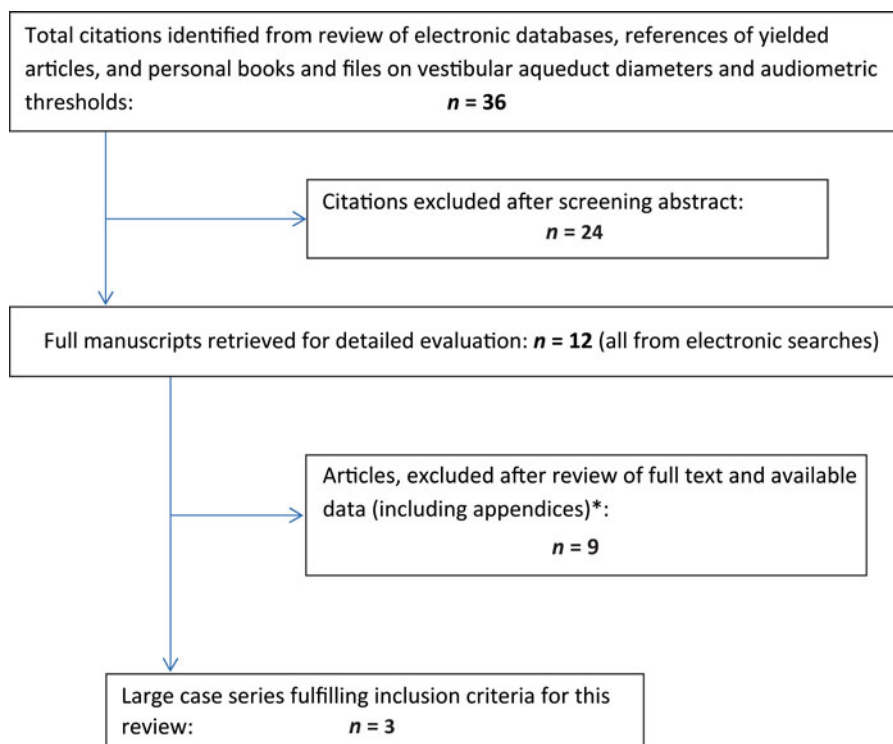 Total citations identified from review of electronic databases, references of yielded
articles, and personal books and files on vestibular aqueduct diameters and audiometric
thresholds: n = 36
Citations excluded after screening abstract:
n = 24
Full manuscripts retrieved for detailed evaluation: n = 12 (all from electronic searches)
Articles, excluded after review of full text and available
data (including appendices)*:
n = 9
Large case series fulfilling inclusion criteria for this
review: n = 3